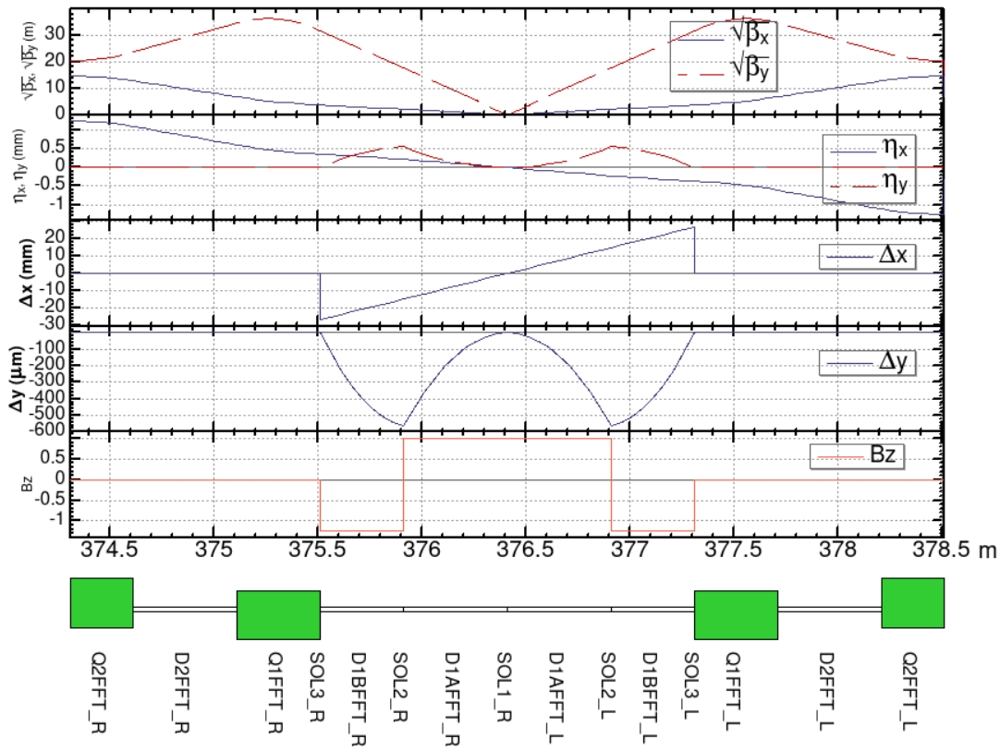 √βx, √βy (m)
30
20
10
0
√βx
√βy
ηx, ηy (mm)
0.5
0
-0.5
-1
ηx
ηy
Δx (mm)
20
10
0
-10
-20
-30
Δx
Δy (μm)
-100
-200
-300
-400
-500
-600
Δy
Bz
0.5
0
-0.5
-1
Bz
374.5 375 375.5 376 376.5 377 377.5 378 378.5 m
Q2FFT_R
D2FFT_R
Q1FFT_R
SOL3_R
D1BFFT_R
SOL2_R
D1AFFT_R
SOL1_R
D1AFFT_L
SOL2_L
D1BFFT_L
SOL3_L
Q1FFT_L
D2FFT_L
Q2FFT_L